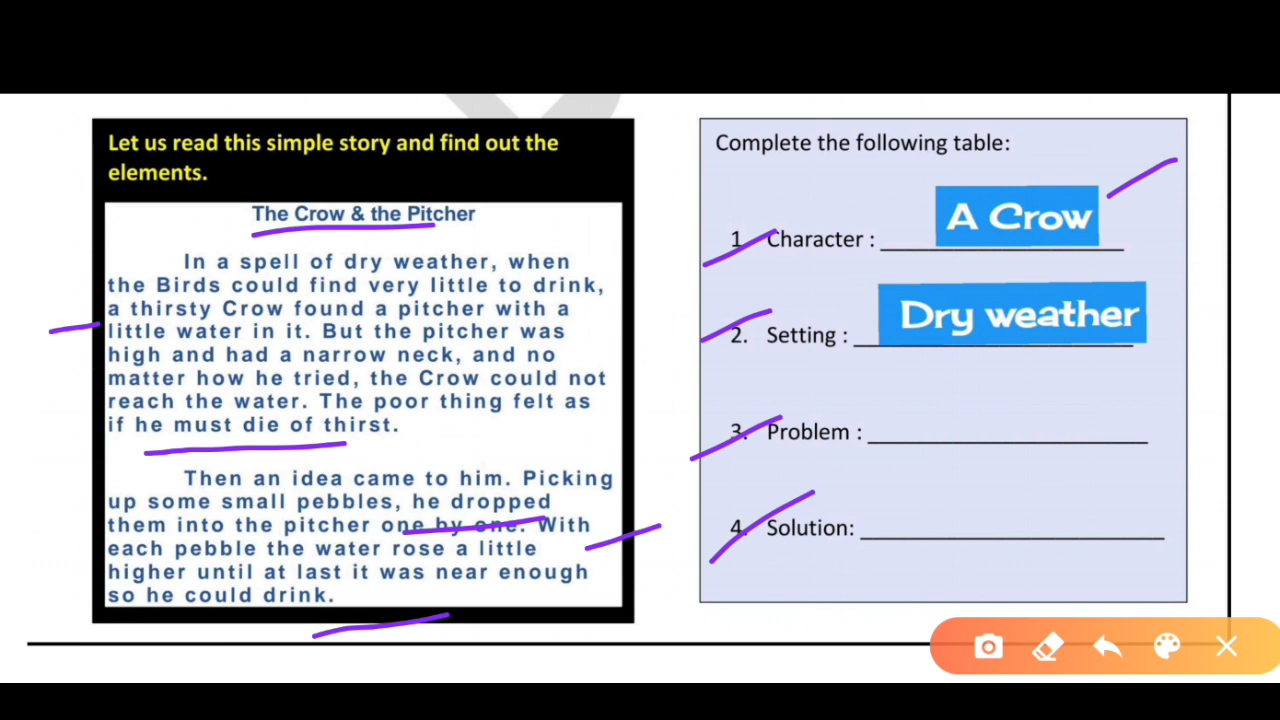 Let us read this simple story and find out the
elements.
The Crow & the Pitcher
In a spell of dry weather, when
the Birds could find very little to drink,
a thirsty Crow found a pitcher with a
little water in it. But the pitcher was
high and had a narrow neck, and no
matter how he tried, the Crow could not
reach the water. The poor thing felt as
if he must die of thirst.
Then an idea came to him. Picking
up some small pebbles, he dropped
them into the pitcher one by one. With
each pebble the water rose a little
higher until at last it was near enough
so he could drink.
Complete the following table:
1. Character : A Crow
2. Setting : Dry weather
3. Problem :
4. Solution: